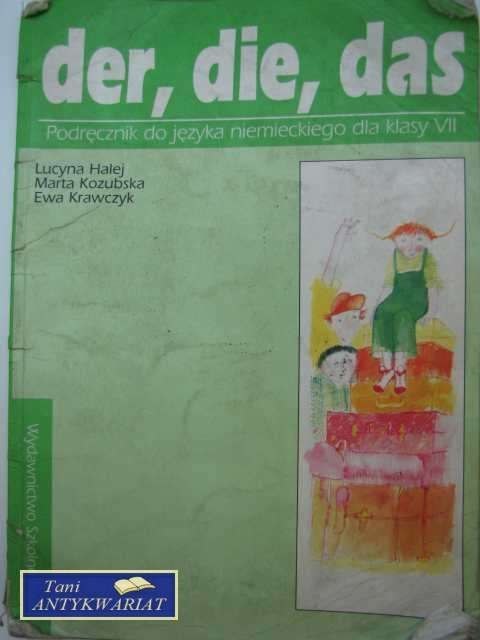 der, die, das
Podręcznik do języka niemieckiego dla klasy VII
Lucyna Halej
Marta Kozubska
Ewa Krawczyk
Wydawnictwo
Tani
ANTYKWARIAT